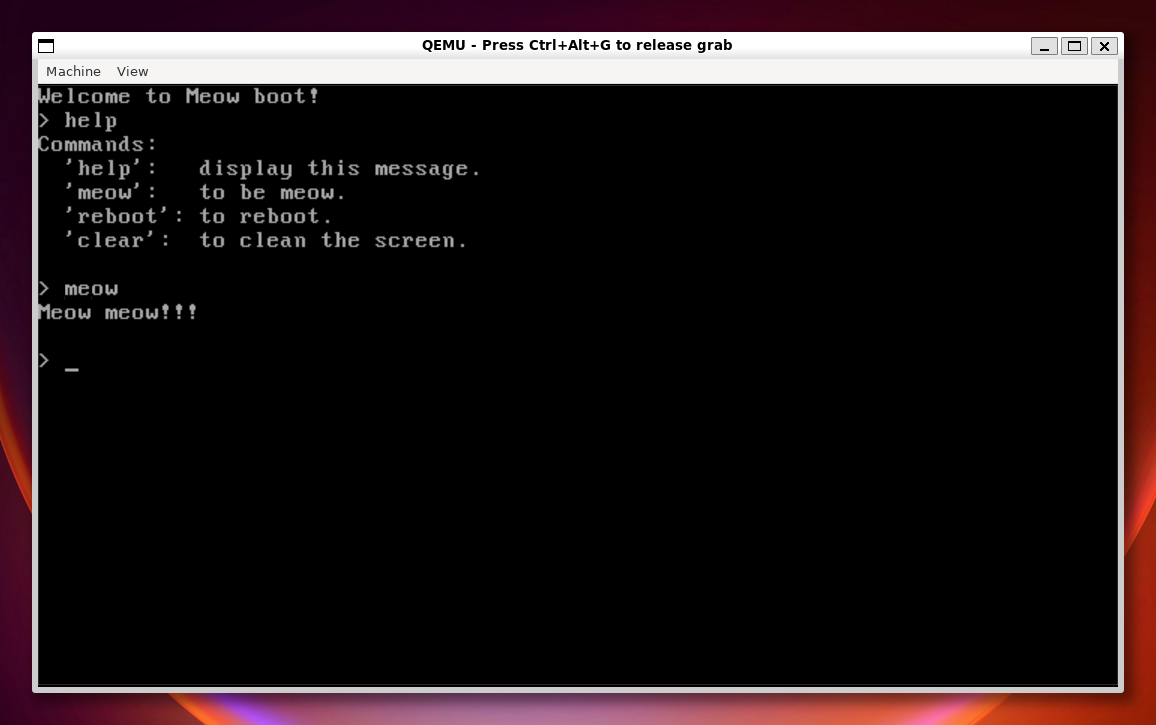 QEMU - Press Ctrl+Alt+G to release grab
Machine View
Welcome to Meow boot!
> help
Commands:
  'help':   display this message.
  'meow':   to be meow.
  'reboot': to reboot.
  'clear':  to clean the screen.
> meow
Meow meow!!!
> _